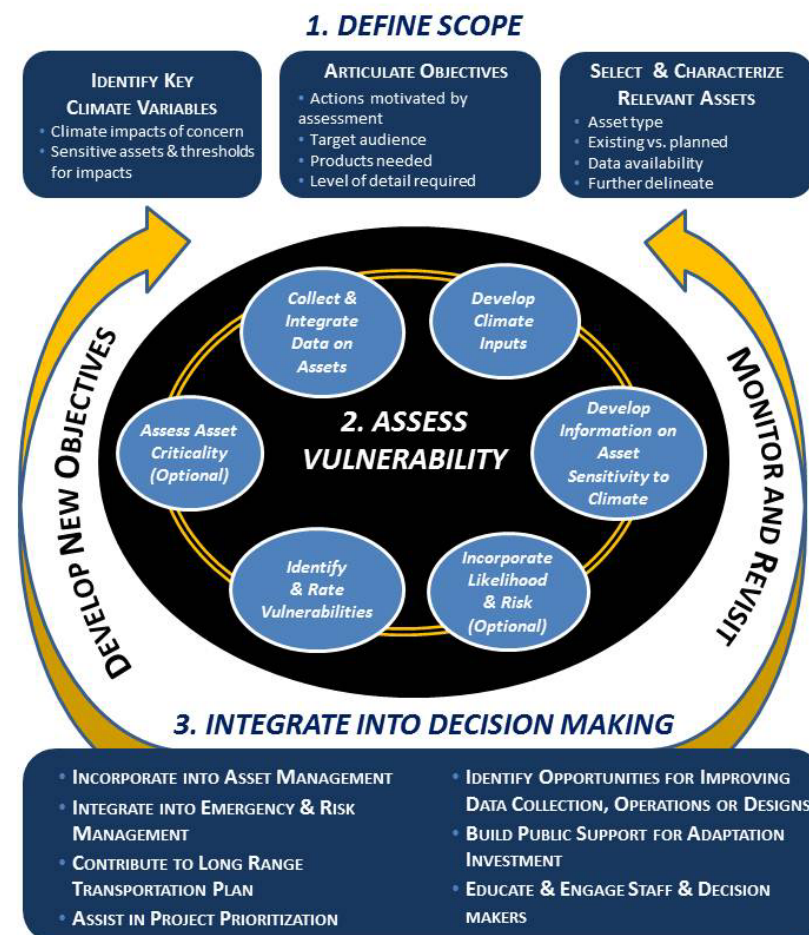 1. DEFINE SCOPE
IDENTIFY KEY
CLIMATE VARIABLES
• Climate impacts of concern
• Sensitive assets & thresholds
for impacts
ARTICULATE OBJECTIVES
• Actions motivated by
assessment
• Target audience
• Products needed
• Level of detail required
SELECT & CHARACTERIZE
RELEVANT ASSETS
• Asset type
• Existing vs. planned
• Data availability
• Further delineate
DEVELOP NEW OBJECTIVES
MONITOR AND REVISIT
2. ASSESS
VULNERABILITY
Collect &
Integrate
Data on
Assets
Develop
Climate
Inputs
Develop
Information on
Asset
Sensitivity to
Climate
Incorporate
Likelihood
& Risk
(Optional)
Identify
& Rate
Vulnerabilities
Assess Asset
Criticality
(Optional)
3. INTEGRATE INTO DECISION MAKING
• INCORPORATE INTO ASSET MANAGEMENT
• INTEGRATE INTO EMERGENCY & RISK
MANAGEMENT
• CONTRIBUTE TO LONG RANGE
TRANSPORTATION PLAN
• ASSIST IN PROJECT PRIORITIZATION
• IDENTIFY OPPORTUNITIES FOR IMPROVING
DATA COLLECTION, OPERATIONS OR DESIGNS
• BUILD PUBLIC SUPPORT FOR ADAPTATION
INVESTMENT
• EDUCATE & ENGAGE STAFF & DECISION
MAKERS